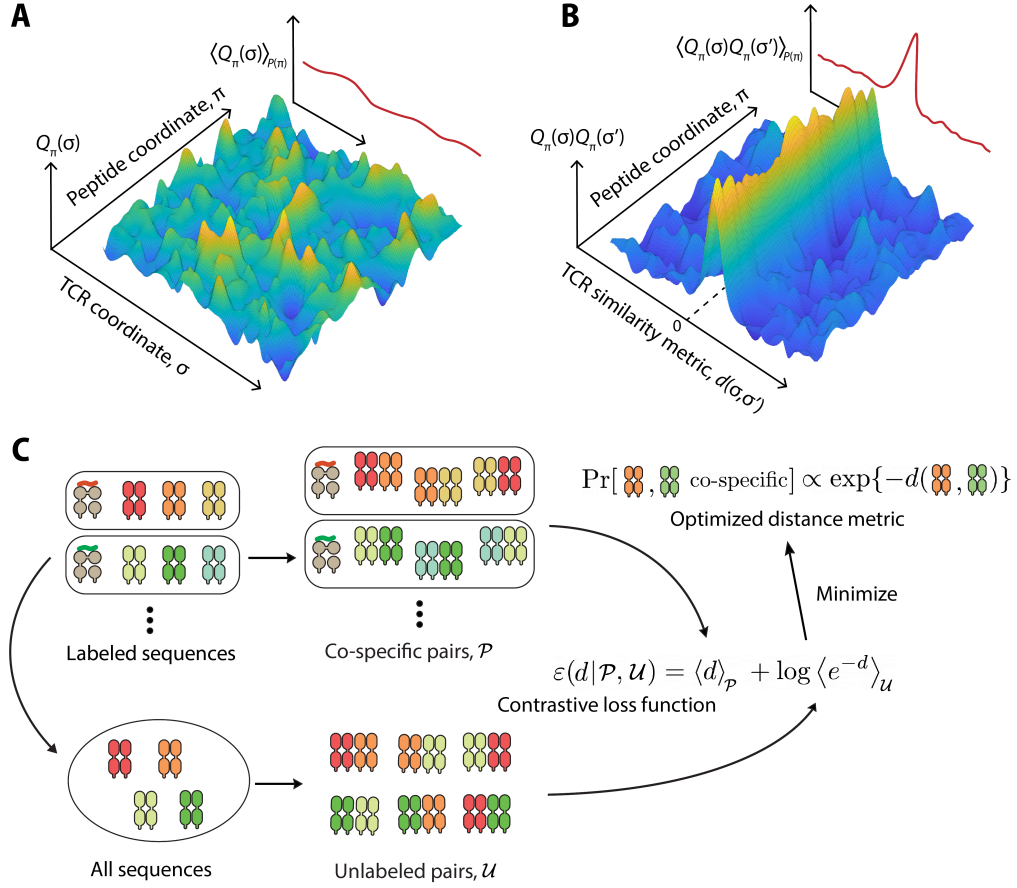 A
⟨Q_π(σ)⟩_P(π)
Q_π(σ)
Peptide coordinate, π
TCR coordinate, σ
B
⟨Q_π(σ)Q_π(σ′)⟩_P(π)
Q_π(σ)Q_π(σ′)
Peptide coordinate, π
0
TCR similarity metric, d(σ,σ′)
C
Labeled sequences
Co-specific pairs, 𝒫
Pr[ , co-specific] ∝ exp{−d( , )}
Optimized distance metric
Minimize
ε(d|𝒫, 𝒰) = ⟨d⟩_𝒫 + log⟨e^{−d}⟩_𝒰
Contrastive loss function
All sequences
Unlabeled pairs, 𝒰